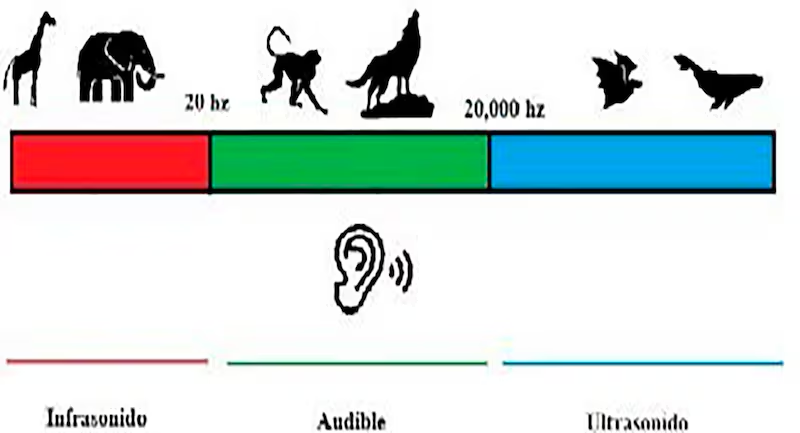 20 hz
20,000 hz
Infrasonido
Audible
Ultrasonido